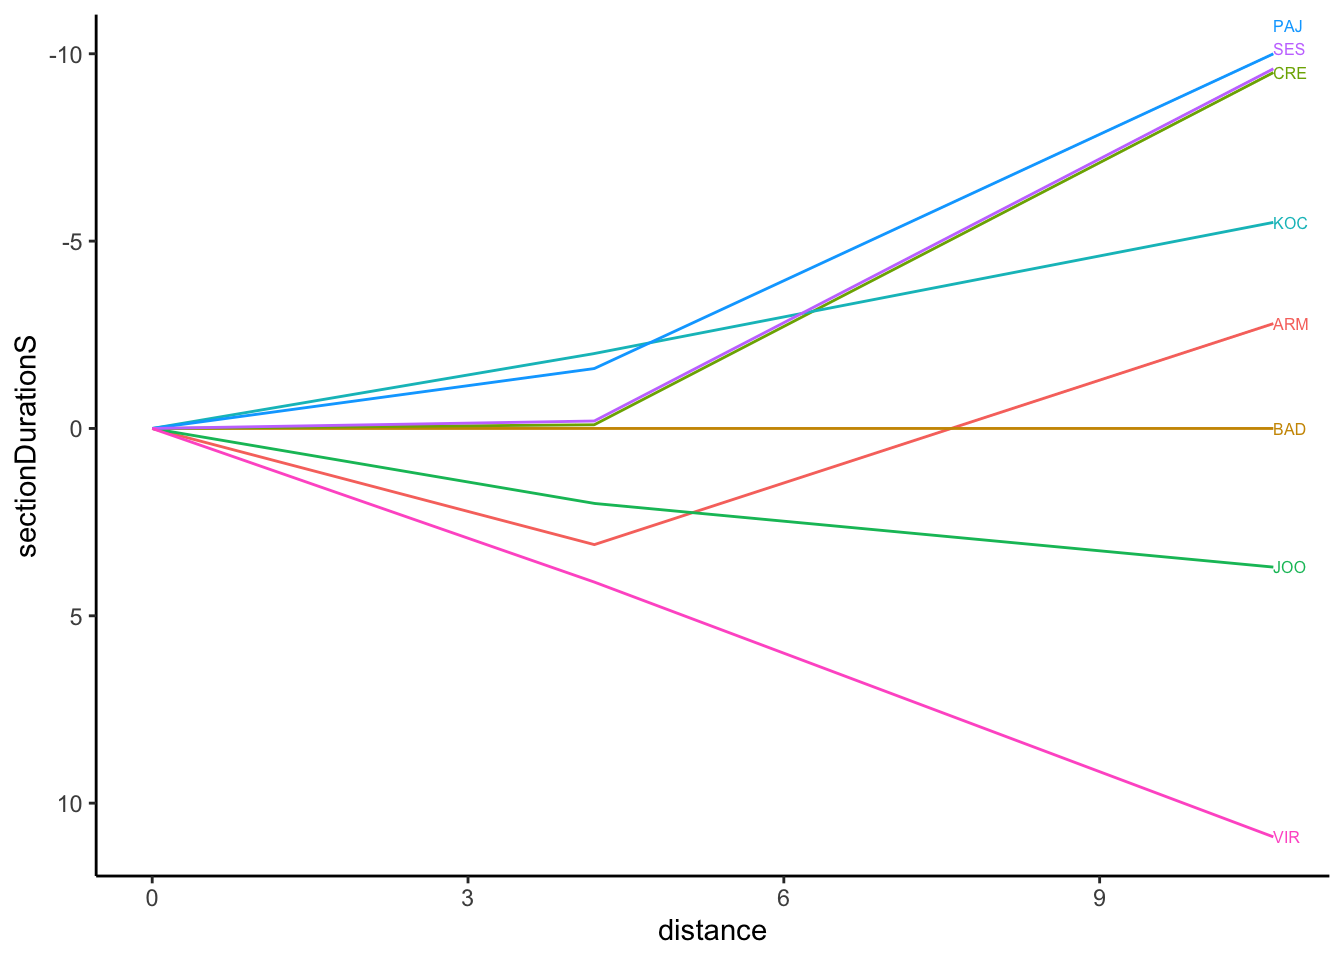 PAJ
-10
SES
CRE
KOC
-5
ARM
0
BAD
JOO
5
10
VIR
sectionDurationS
0 3 6 9
distance